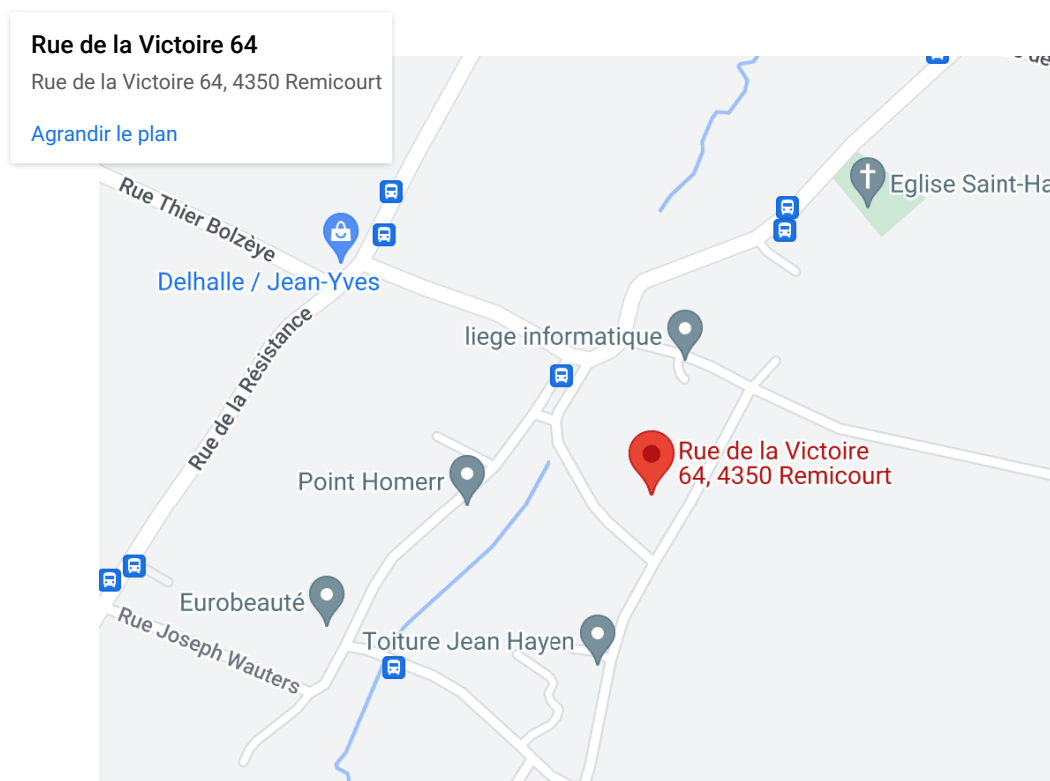 Rue de la Victoire 64
Rue de la Victoire 64, 4350 Remicourt
Agrandir le plan
Rue Thier Bolzèye
Eglise Saint-Ha
Delhalle / Jean-Yves
liege informatique
Rue de la Résistance
Rue de la Victoire
64, 4350 Remicourt
Point Homerr
Eurobeauté
Rue Joseph Wauters
Toiture Jean Hayen